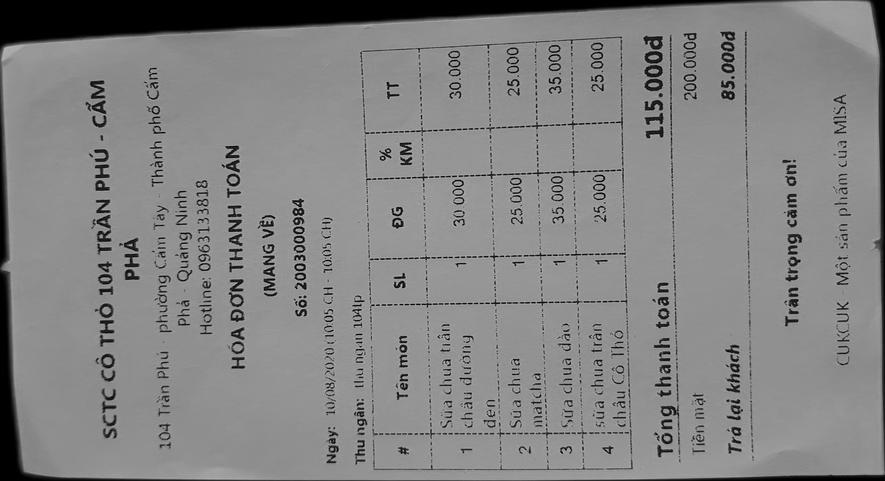 SCTC CÔ THỎ 104 TRẦN PHÚ - CẨM
PHẢ
104 Trần Phú - phường Cẩm Tây - Thành phố Cẩm
Phả - Quảng Ninh
Hotline: 0963133818
HÓA ĐƠN THANH TOÁN
(MANG VỀ)
Số: 2003000984
Ngày: 10/08/2020 (10:05 CH - 10:05 CH)
Thu ngân: thu ngan 104tp
# Tên món SL ĐG % KM TT
1 Sữa chua trân 1 30.000 30.000
châu đường
đen
2 Sữa chua 1 25.000 25.000
matcha
3 Sữa chua dào 1 35.000 35.000
4 sữa chua trân 1 25.000 25.000
châu Cô Thỏ
Tổng thanh toán 115.000đ
Tiền mặt 200.000đ
Trả lại khách 85.000đ
Trân trọng cảm ơn!
CUKCUK - Một sản phẩm của MISA